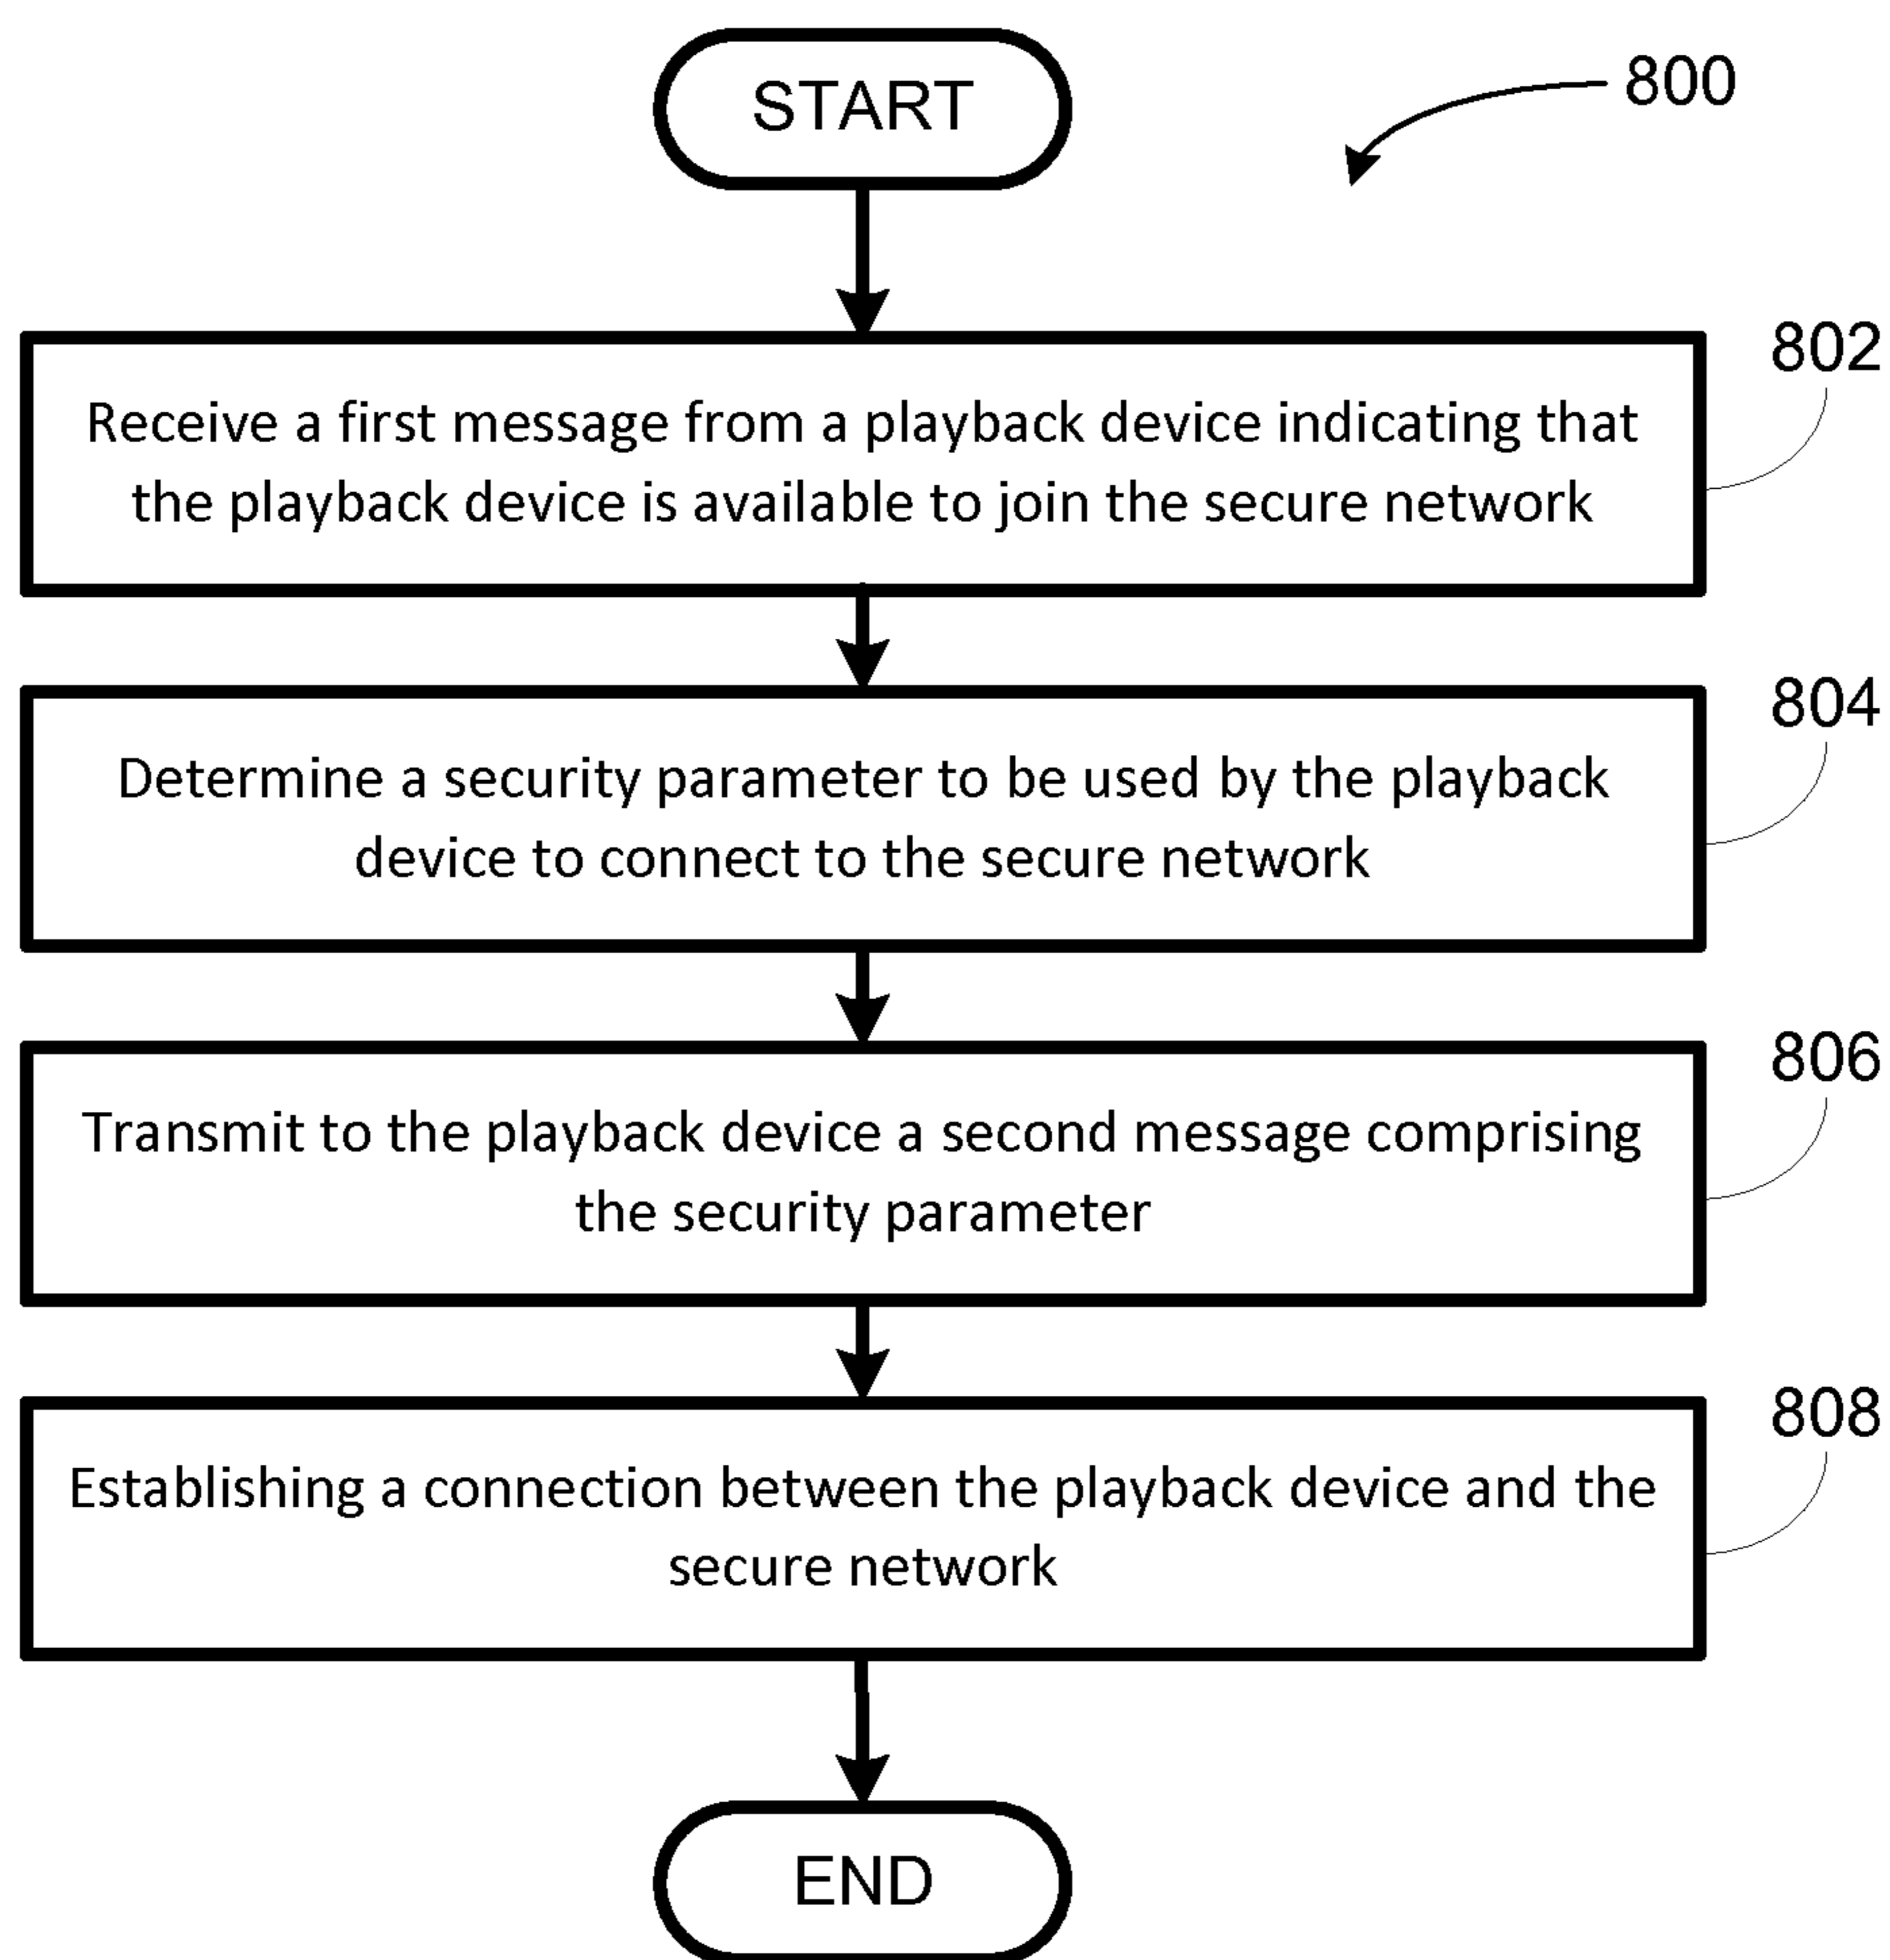 START
800
802
Receive a first message from a playback device indicating that
the playback device is available to join the secure network
804
Determine a security parameter to be used by the playback
device to connect to the secure network
806
Transmit to the playback device a second message comprising
the security parameter
808
Establishing a connection between the playback device and the
secure network
END